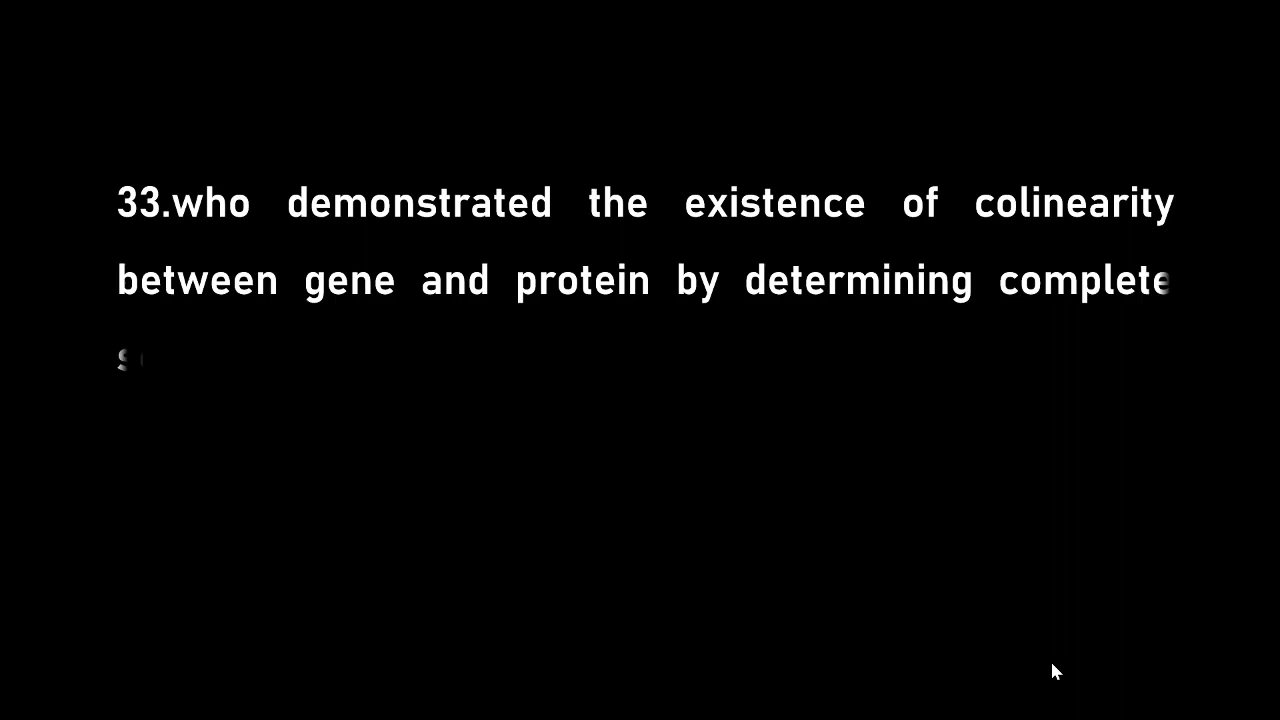 33.who demonstrated the existence of colinearity
between gene and protein by determining complete